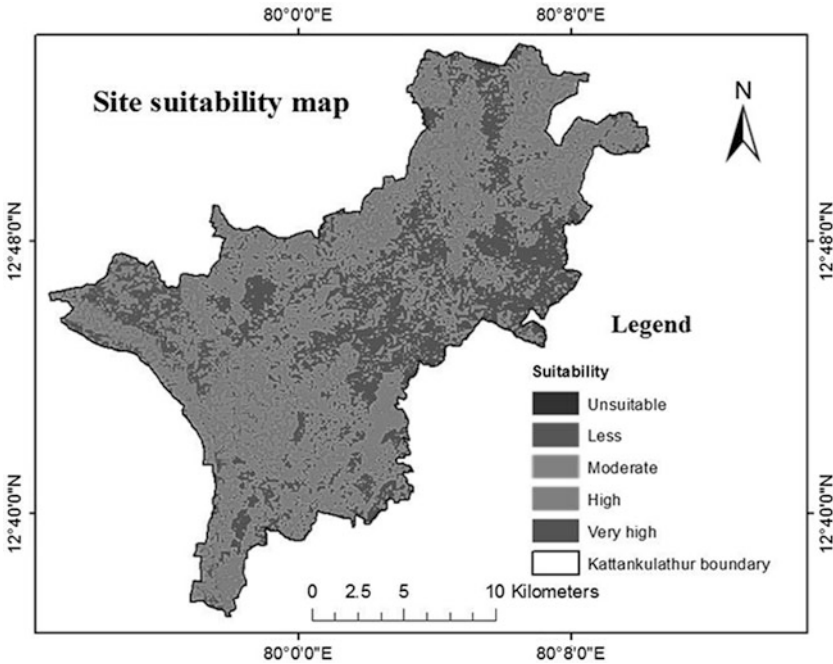 80°0'0"E
80°8'0"E
Site suitability map
N
12°48'0"N
12°48'0"N
Legend
Suitability
Unsuitable
Less
Moderate
High
Very high
Kattankulathur boundary
12°40'0"N
12°40'0"N
0 2.5 5 10 Kilometers
80°0'0"E
80°8'0"E